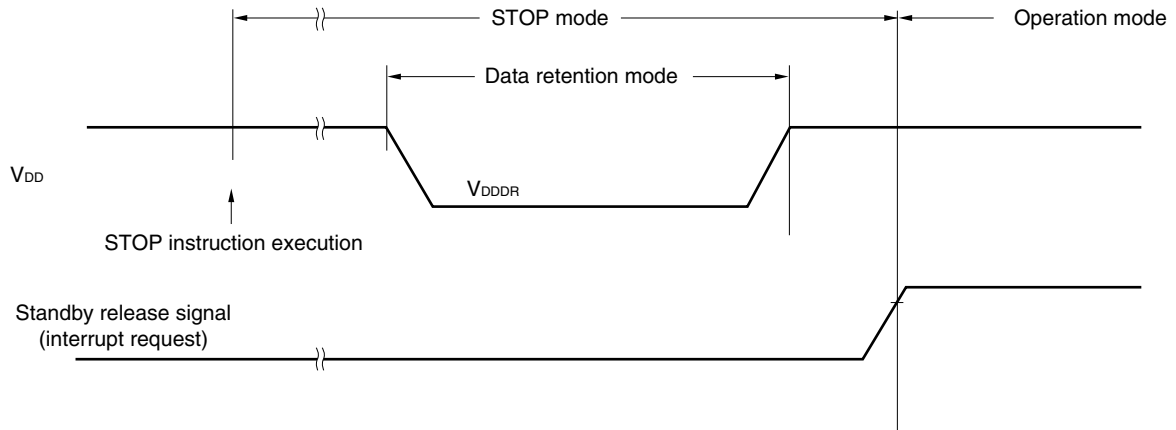 STOP mode
Operation mode
Data retention mode
VDD
VDDDR
STOP instruction execution
Standby release signal
(interrupt request)